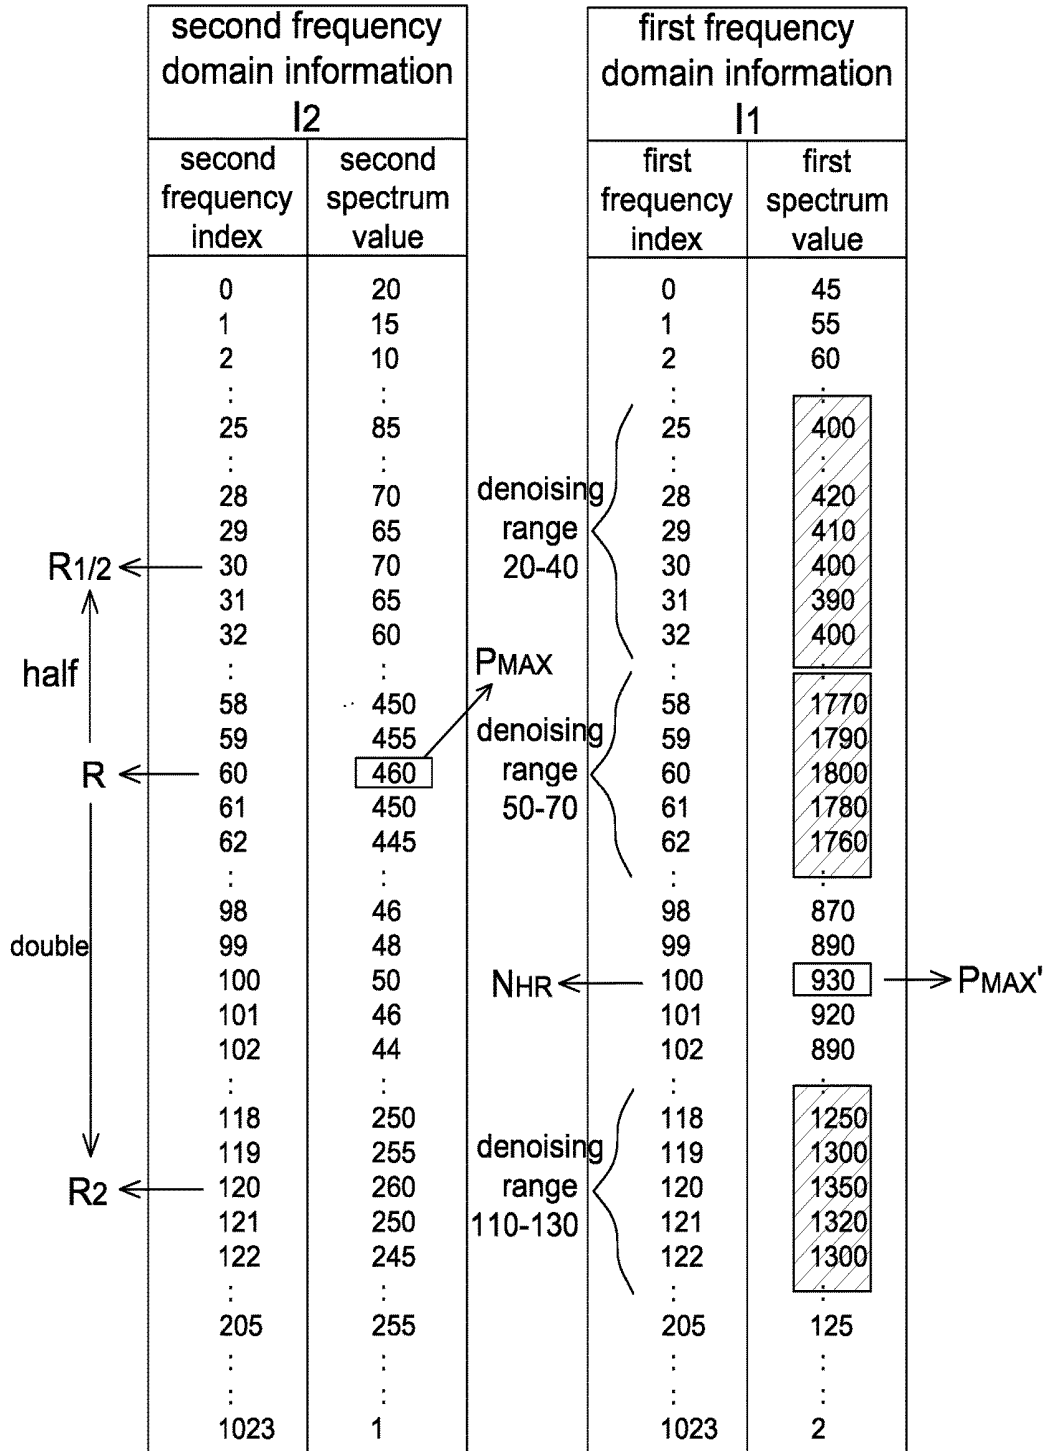 second frequency
domain information
I2
first frequency
domain information
I1
second
frequency
index
second
spectrum
value
first
frequency
index
first
spectrum
value
0 20 0 45
1 15 1 55
2 10 2 60
: : : :
25 85 25 400
: : : :
28 70 denoising 28 420
29 65 range 29 410
R1/2 30 70 20-40 30 400
31 65 31 390
32 60 32 400
half : : PMAX : :
58 450 58 1770
59 455 denoising 59 1790
R 60 460 range 60 1800
61 450 50-70 61 1780
62 445 62 1760
: : : :
98 46 98 870
double 99 48 99 890
100 50 NHR 100 930 PMAX'
101 46 101 920
102 44 102 890
: : : :
118 250 118 1250
119 255 denoising 119 1300
R2 120 260 range 120 1350
121 250 110-130 121 1320
122 245 122 1300
: : : :
205 255 205 125
: : : :
: : : :
1023 1 1023 2